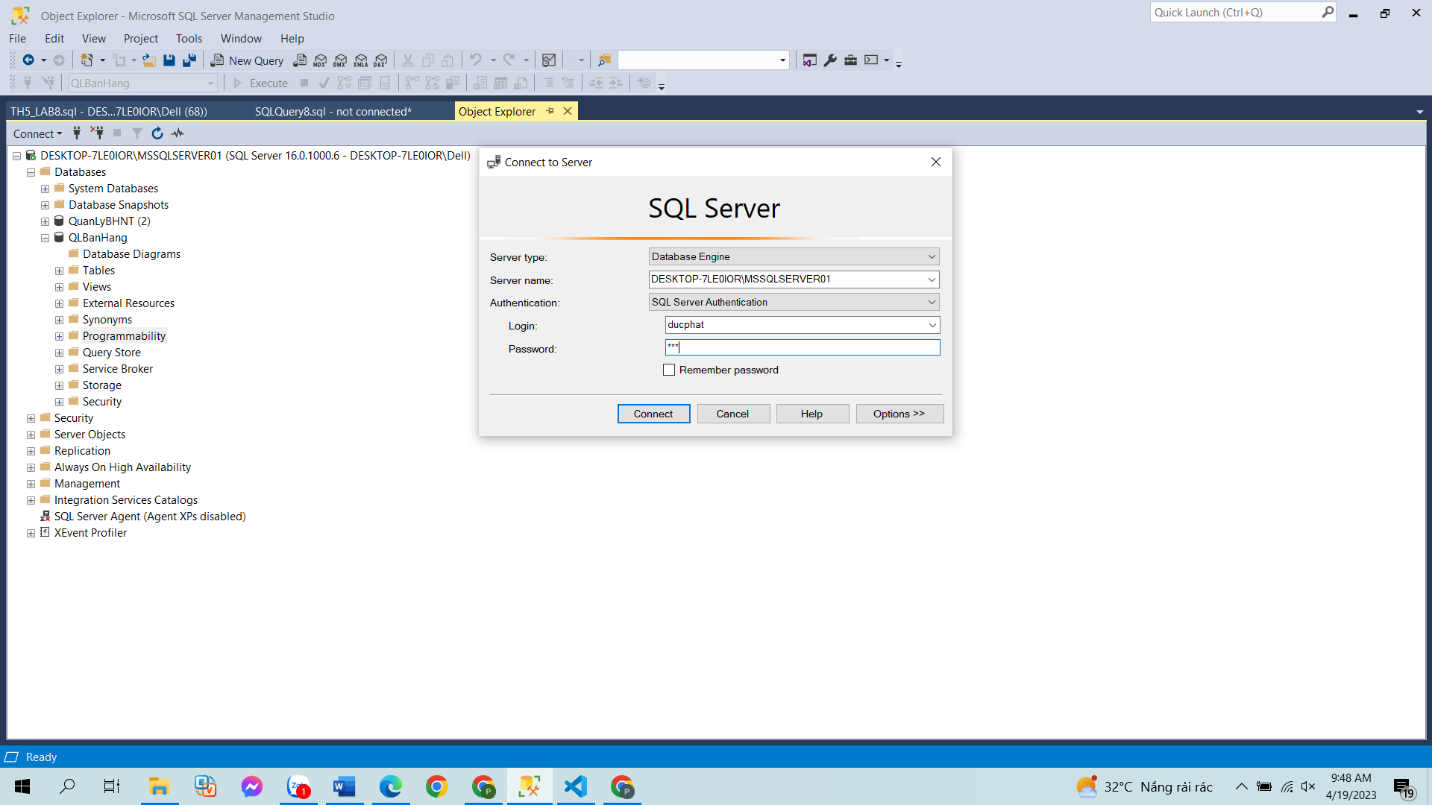 Object Explorer - Microsoft SQL Server Management Studio
Quick Launch (Ctrl+Q)
File Edit View Project Tools Window Help
New Query
MDX DMX XMLA DAX
QLBanHang
Execute
TH5_LAB8.sql - DES...7LE0IOR\Dell (68))
SQLQuery8.sql - not connected*
Object Explorer
Connect
DESKTOP-7LE0IOR\MSSQLSERVER01 (SQL Server 16.0.1000.6 - DESKTOP-7LE0IOR\Dell)
Databases
System Databases
Database Snapshots
QuanLyBHNT (2)
QLBanHang
Database Diagrams
Tables
Views
External Resources
Synonyms
Programmability
Query Store
Service Broker
Storage
Security
Security
Server Objects
Replication
Always On High Availability
Management
Integration Services Catalogs
SQL Server Agent (Agent XPs disabled)
XEvent Profiler
Connect to Server
SQL Server
Server type: Database Engine
Server name: DESKTOP-7LE0IOR\MSSQLSERVER01
Authentication: SQL Server Authentication
Login: ducphat
Password: ***
Remember password
Connect Cancel Help Options >>
Ready
32°C Nắng rải rác
9:48 AM
4/19/2023
19